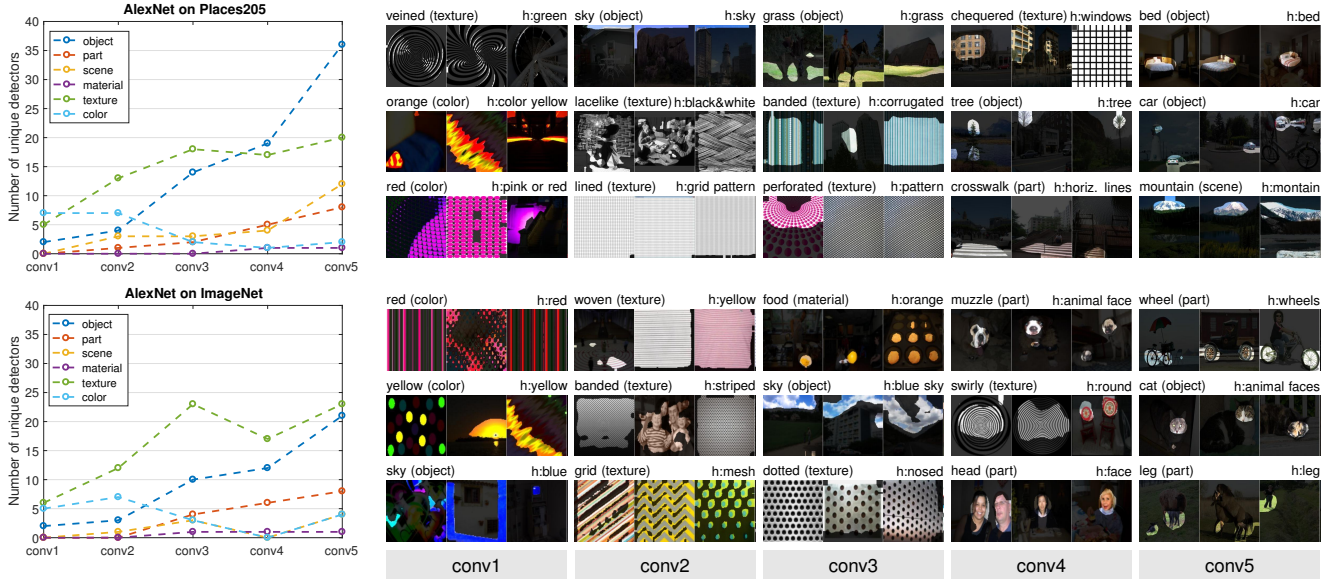 AlexNet on Places205
Number of unique detectors
40
35
30
25
20
15
10
5
0
object
part
scene
material
texture
color
conv1 conv2 conv3 conv4 conv5
veined (texture) h:green
sky (object) h:sky
grass (object) h:grass
chequered (texture) h:windows
bed (object) h:bed
orange (color) h:color yellow
lacelike (texture) h:black&white
banded (texture) h:corrugated
tree (object) h:tree
car (object) h:car
red (color) h:pink or red
lined (texture) h:grid pattern
perforated (texture) h:pattern
crosswalk (part) h:horiz. lines
mountain (scene) h:montain
AlexNet on ImageNet
Number of unique detectors
40
35
30
25
20
15
10
5
0
object
part
scene
material
texture
color
conv1 conv2 conv3 conv4 conv5
red (color) h:red
woven (texture) h:yellow
food (material) h:orange
muzzle (part) h:animal face
wheel (part) h:wheels
yellow (color) h:yellow
banded (texture) h:striped
sky (object) h:blue sky
swirly (texture) h:round
cat (object) h:animal faces
sky (object) h:blue
grid (texture) h:mesh
dotted (texture) h:nosed
head (part) h:face
leg (part) h:leg
conv1 conv2 conv3 conv4 conv5